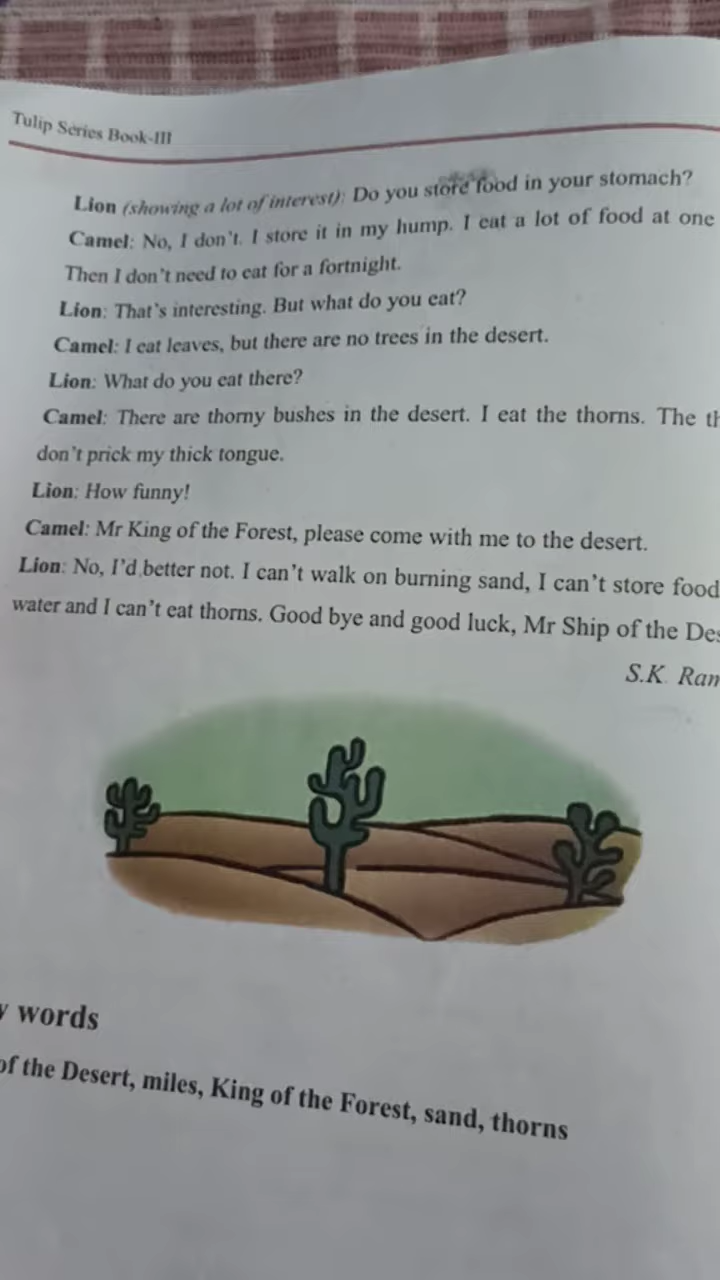 Tulip Series Book-III
Lion (showing a lot of interest): Do you store food in your stomach?
Camel: No, I don't. I store it in my hump. I eat a lot of food at one
Then I don't need to eat for a fortnight.
Lion: That's interesting. But what do you eat?
Camel: I eat leaves, but there are no trees in the desert.
Lion: What do you eat there?
Camel: There are thorny bushes in the desert. I eat the thorns. The th
don't prick my thick tongue.
Lion: How funny!
Camel: Mr King of the Forest, please come with me to the desert.
Lion: No, I'd better not. I can't walk on burning sand, I can't store food
water and I can't eat thorns. Good bye and good luck, Mr Ship of the Des
S.K. Ram
words
of the Desert, miles, King of the Forest, sand, thorns